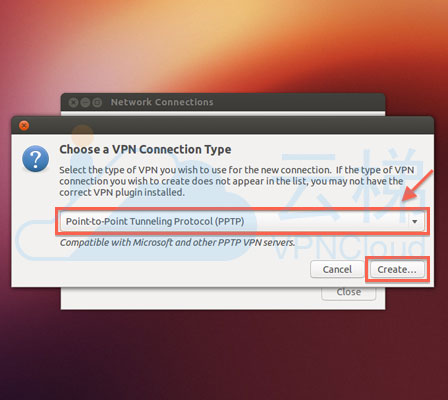 Network Connections
Choose a VPN Connection Type
Select the type of VPN you wish to use for the new connection.  If the type of VPN
connection you wish to create does not appear in the list, you may not have the
correct VPN plugin installed.
云梯
Point-to-Point Tunneling Protocol (PPTP)
Compatible with Microsoft and other PPTP VPN servers.
VPNCloud
Cancel
Create...
Close